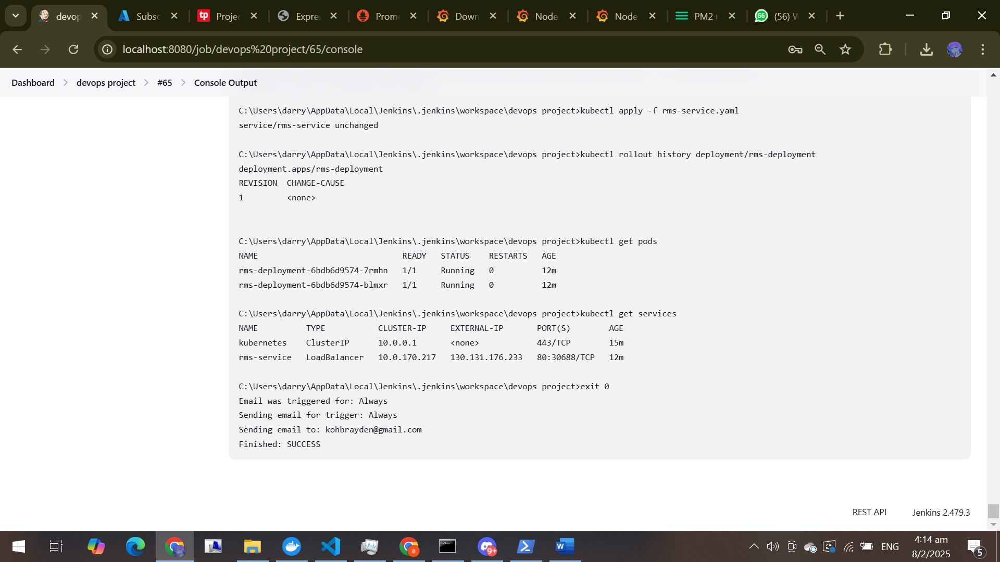 devop
Subsc
tp
Projec
Expre
Prom
Down
Node
Node
PM2+
56
(56) W
localhost:8080/job/devops%20project/65/console
Dashboard
devops project
#65
Console Output
C:\Users\darry\AppData\Local\Jenkins\.jenkins\workspace\devops project>kubectl apply -f rms-service.yaml
service/rms-service unchanged
C:\Users\darry\AppData\Local\Jenkins\.jenkins\workspace\devops project>kubectl rollout history deployment/rms-deployment
deployment.apps/rms-deployment
REVISION  CHANGE-CAUSE
1         <none>
C:\Users\darry\AppData\Local\Jenkins\.jenkins\workspace\devops project>kubectl get pods
NAME                              READY   STATUS    RESTARTS   AGE
rms-deployment-6bdb6d9574-7rmhn   1/1     Running   0          12m
rms-deployment-6bdb6d9574-blmxr   1/1     Running   0          12m
C:\Users\darry\AppData\Local\Jenkins\.jenkins\workspace\devops project>kubectl get services
NAME          TYPE           CLUSTER-IP     EXTERNAL-IP       PORT(S)        AGE
kubernetes    ClusterIP      10.0.0.1       <none>            443/TCP        15m
rms-service   LoadBalancer   10.0.170.217   130.131.176.233   80:30688/TCP   12m
C:\Users\darry\AppData\Local\Jenkins\.jenkins\workspace\devops project>exit 0
Email was triggered for: Always
Sending email for trigger: Always
Sending email to: kohbrayden@gmail.com
Finished: SUCCESS
REST API
Jenkins 2.479.3
a
9+
W
ENG
4:14 am
8/2/2025
5